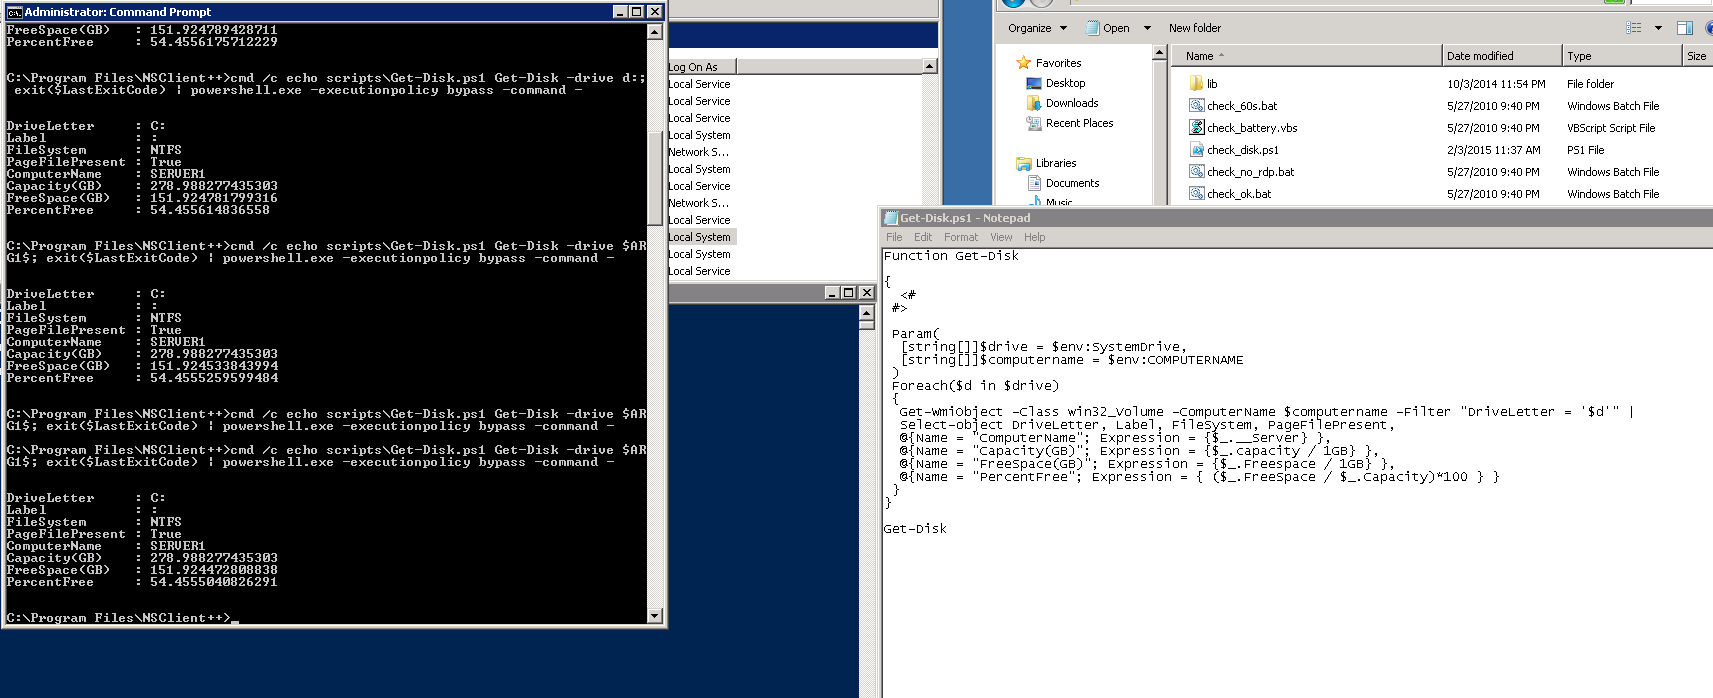 Administrator: Command Prompt
FreeSpace(GB)   : 151.924789428711
PercentFree     : 54.4556175712229
C:\Program Files\NSClient++>cmd /c echo scripts\Get-Disk.ps1 Get-Disk -drive d:;
 exit($LastExitCode) | powershell.exe -executionpolicy bypass -command -
DriveLetter     : C:
Label           : :
FileSystem      : NTFS
PageFilePresent : True
ComputerName    : SERVER1
Capacity(GB)    : 278.988277435303
FreeSpace(GB)   : 151.924781799316
PercentFree     : 54.455614836558
C:\Program Files\NSClient++>cmd /c echo scripts\Get-Disk.ps1 Get-Disk -drive $AR
G1$; exit($LastExitCode) | powershell.exe -executionpolicy bypass -command -
DriveLetter     : C:
Label           : :
FileSystem      : NTFS
PageFilePresent : True
ComputerName    : SERVER1
Capacity(GB)    : 278.988277435303
FreeSpace(GB)   : 151.924533843994
PercentFree     : 54.4555259599484
C:\Program Files\NSClient++>cmd /c echo scripts\Get-Disk.ps1 Get-Disk -drive $AR
G1$; exit($LastExitCode) | powershell.exe -executionpolicy bypass -command -
C:\Program Files\NSClient++>cmd /c echo scripts\Get-Disk.ps1 Get-Disk -drive $AR
G1$; exit($LastExitCode) | powershell.exe -executionpolicy bypass -command -
DriveLetter     : C:
Label           : :
FileSystem      : NTFS
PageFilePresent : True
ComputerName    : SERVER1
Capacity(GB)    : 278.988277435303
FreeSpace(GB)   : 151.924472808838
PercentFree     : 54.4555040826291
C:\Program Files\NSClient++>_
Log On As
Local Service
Local Service
Local Service
Local System
Network S...
Local System
Local Service
Network S...
Local Service
Local System
Local System
Local Service
Organize Open New folder
Favorites
Desktop
Downloads
Recent Places
Libraries
Documents
Music
Name Date modified Type Size
lib 10/3/2014 11:54 PM File folder
check_60s.bat 5/27/2010 9:40 PM Windows Batch File
check_battery.vbs 5/27/2010 9:40 PM VBScript Script File
check_disk.ps1 2/3/2015 11:37 AM PS1 File
check_no_rdp.bat 5/27/2010 9:40 PM Windows Batch File
check_ok.bat 5/27/2010 9:40 PM Windows Batch File
Get-Disk.ps1 - Notepad
File Edit Format View Help
Function Get-Disk
{
  <#
 #>
 Param(
  [string[]]$drive = $env:SystemDrive,
  [string[]]$computername = $env:COMPUTERNAME
 )
 Foreach($d in $drive)
 {
  Get-WmiObject -Class win32_Volume -ComputerName $computername -Filter "DriveLetter = '$d'" |
  Select-object DriveLetter, Label, FileSystem, PageFilePresent,
  @{Name = "ComputerName"; Expression = {$_.__Server} },
  @{Name = "Capacity(GB)"; Expression = {$_.capacity / 1GB} },
  @{Name = "FreeSpace(GB)"; Expression = {$_.Freespace / 1GB} },
  @{Name = "PercentFree"; Expression = { ($_.FreeSpace / $_.Capacity)*100 } }
 }
}
Get-Disk